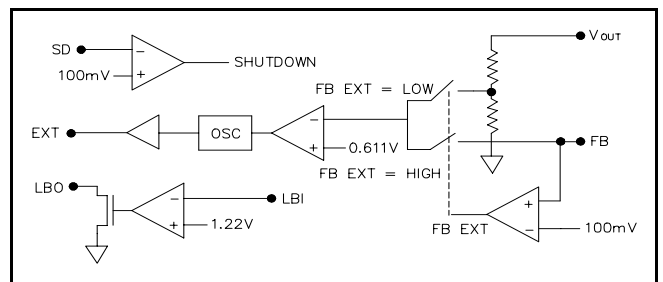 SD
−
100mV
+
SHUTDOWN
VOUT
FB EXT = LOW
EXT
OSC
−
+
0.611V
FB
FB EXT = HIGH
LBO
−
LBI
+
1.22V
+
−
100mV
FB EXT